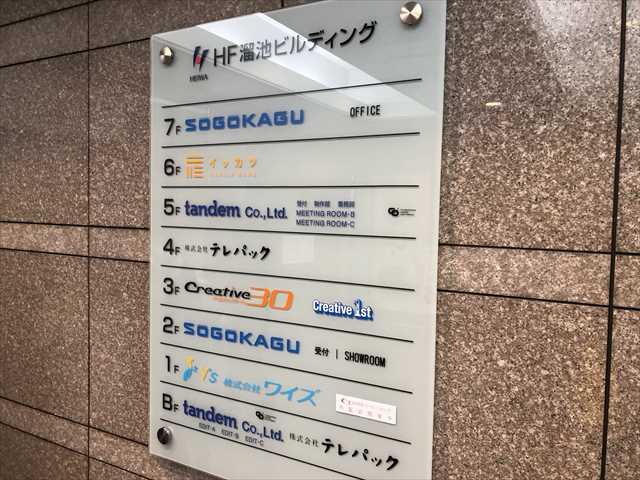 HEIWA HF溜池ビルディング
7F SOGOKAGU OFFICE
6F イッカツ
5F tandem Co.,Ltd. 受付 制作部 業務部
MEETING ROOM-B
MEETING ROOM-C
4F 株式会社 テレパック
3F Creative30 Creative 1st
2F SOGOKAGU 受付 | SHOWROOM
1F Y's 株式会社 ワイズ
BF tandem Co.,Ltd. 株式会社 テレパック
EDIT-A EDIT-B EDIT-C